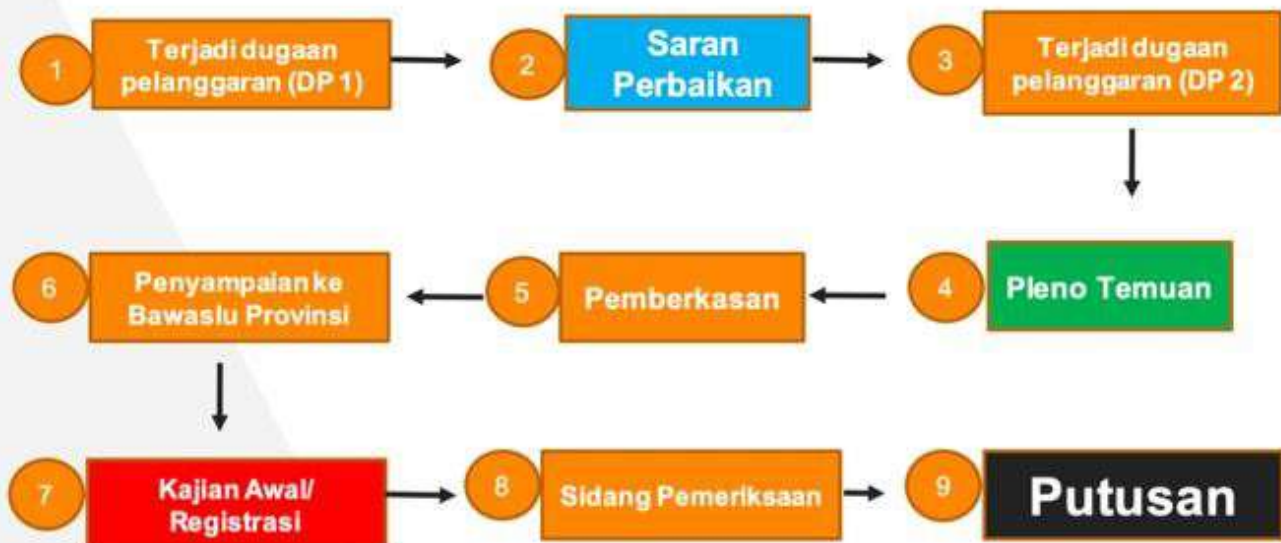 1
Terjadi dugaan
pelanggaran (DP 1)
2
Saran
Perbaikan
3
Terjadi dugaan
pelanggaran (DP 2)
4
Pleno Temuan
5
Pemberkasan
6
Penyampaian ke
Bawaslu Provinsi
7
Kajian Awal/
Registrasi
8
Sidang Pemeriksaan
9
Putusan